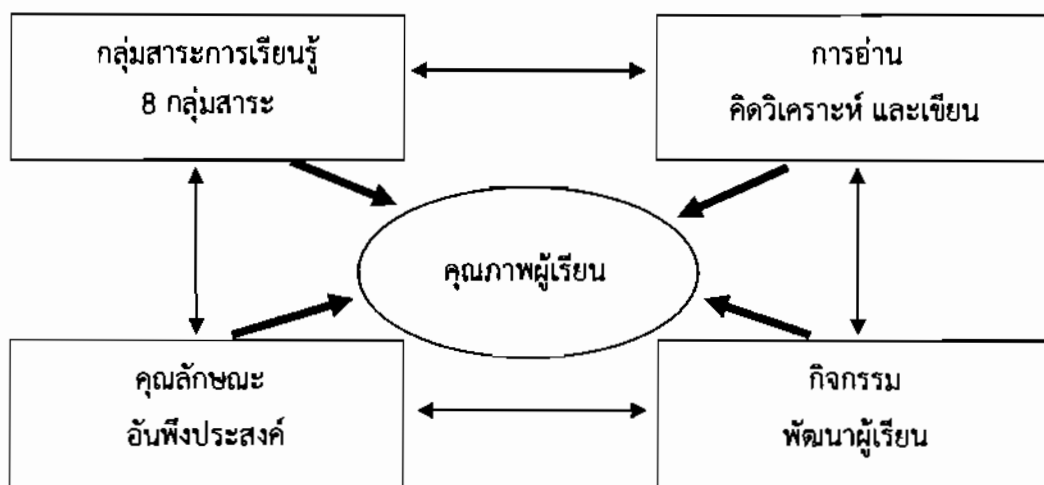 กลุ่มสาระการเรียนรู้
8 กลุ่มสาระ
การอ่าน
คิดวิเคราะห์ และเขียน
คุณภาพผู้เรียน
คุณลักษณะ
อันพึงประสงค์
กิจกรรม
พัฒนาผู้เรียน